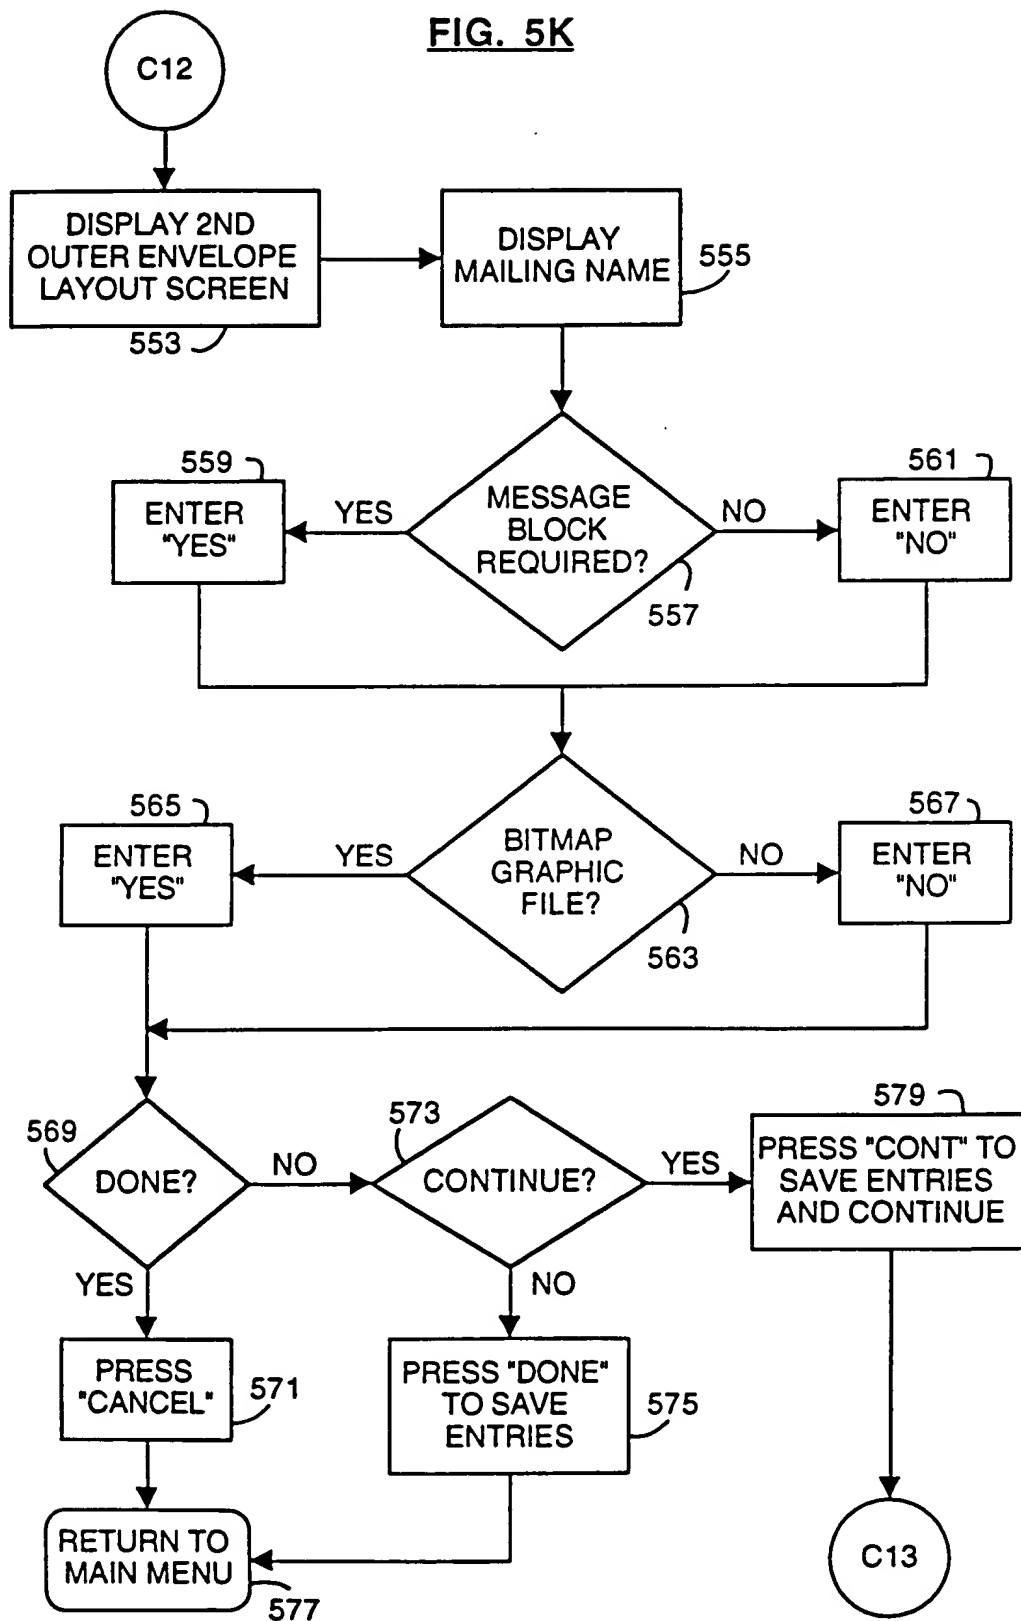 FIG. 5K
C12
DISPLAY 2ND
OUTER ENVELOPE
LAYOUT SCREEN
553
DISPLAY
MAILING NAME
555
MESSAGE
BLOCK
REQUIRED?
557
YES
NO
559
ENTER
"YES"
561
ENTER
"NO"
BITMAP
GRAPHIC
FILE?
563
YES
NO
565
ENTER
"YES"
567
ENTER
"NO"
569
DONE?
NO
YES
573
CONTINUE?
YES
NO
579
PRESS "CONT" TO
SAVE ENTRIES
AND CONTINUE
PRESS
"CANCEL"
571
PRESS "DONE"
TO SAVE
ENTRIES
575
RETURN TO
MAIN MENU
577
C13